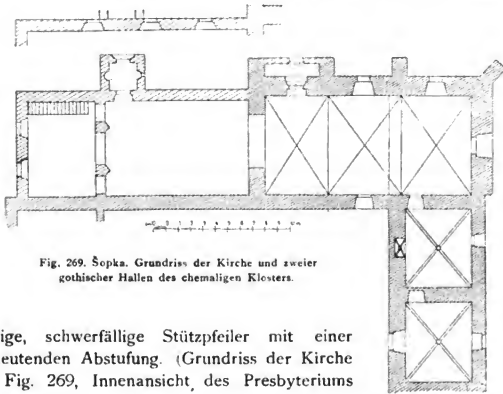 Fig. 269. Šopka. Grundriss der Kirche und zweier
gothischer Hallen des ehemaligen Klosters.
ige, schwerfällige Stützpfeiler mit einer
eutenden Abstufung. (Grundriss der Kirche
Fig. 269, Innenansicht des Presbyteriums